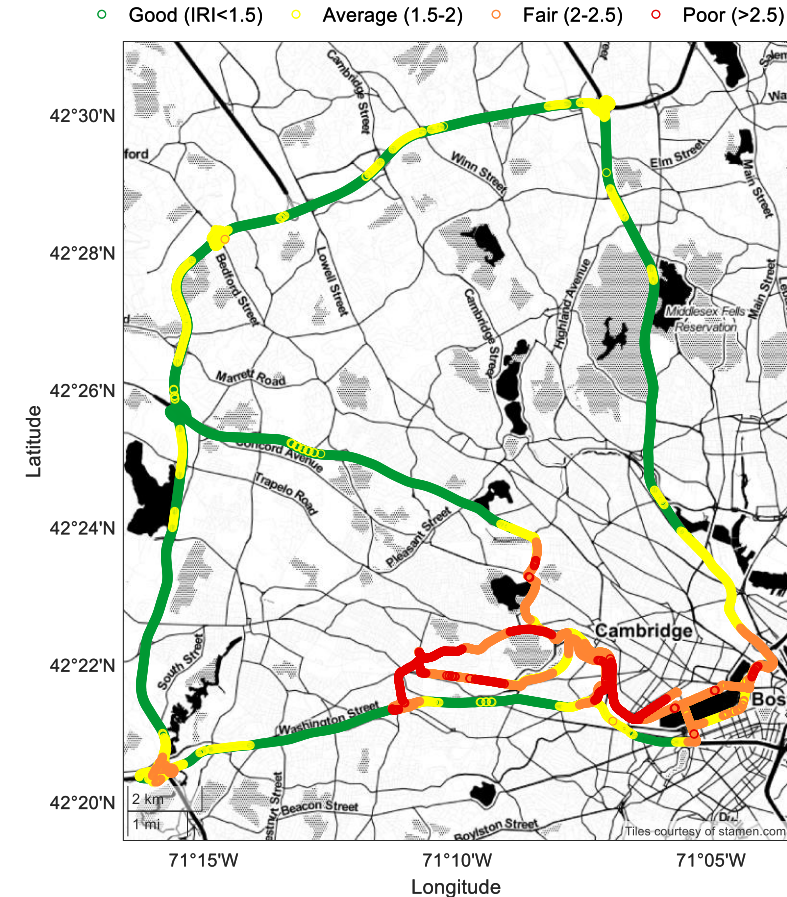 Good (IRI<1.5) Average (1.5-2) Fair (2-2.5) Poor (>2.5)
Cambridge Street
42°30'N
ford
Winn Street
Elm Street
Main Street
42°28'N
Bedford Street
Lowell Street
Highland Avenue
Cambridge Street
Main Street
Middlesex Fells
Reservation
d
Marrett Road
42°26'N
Latitude
Concord Avenue
Trapelo Road
Pleasant Street
42°24'N
Cambridge
South Street
42°22'N
Bos
Washington Street
42°20'N
2 km
1 mi
Beacon Street
Boylston Street
Tiles courtesy of stamen.com
71°15'W 71°10'W 71°05'W
Longitude